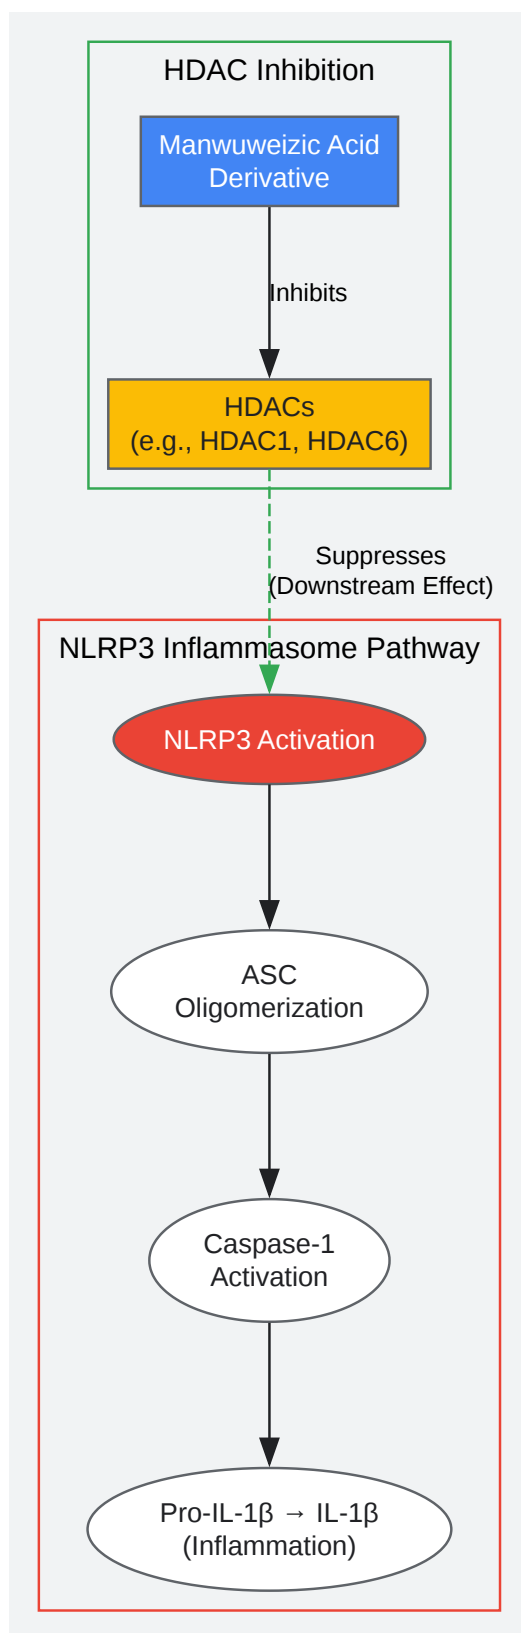 HDAC Inhibition
Manwuweizic Acid
Derivative
Inhibits
HDACs
(e.g., HDAC1, HDAC6)
Suppresses
(Downstream Effect)
NLRP3 Inflammasome Pathway
NLRP3 Activation
ASC
Oligomerization
Caspase-1
Activation
Pro-IL-1β → IL-1β
(Inflammation)